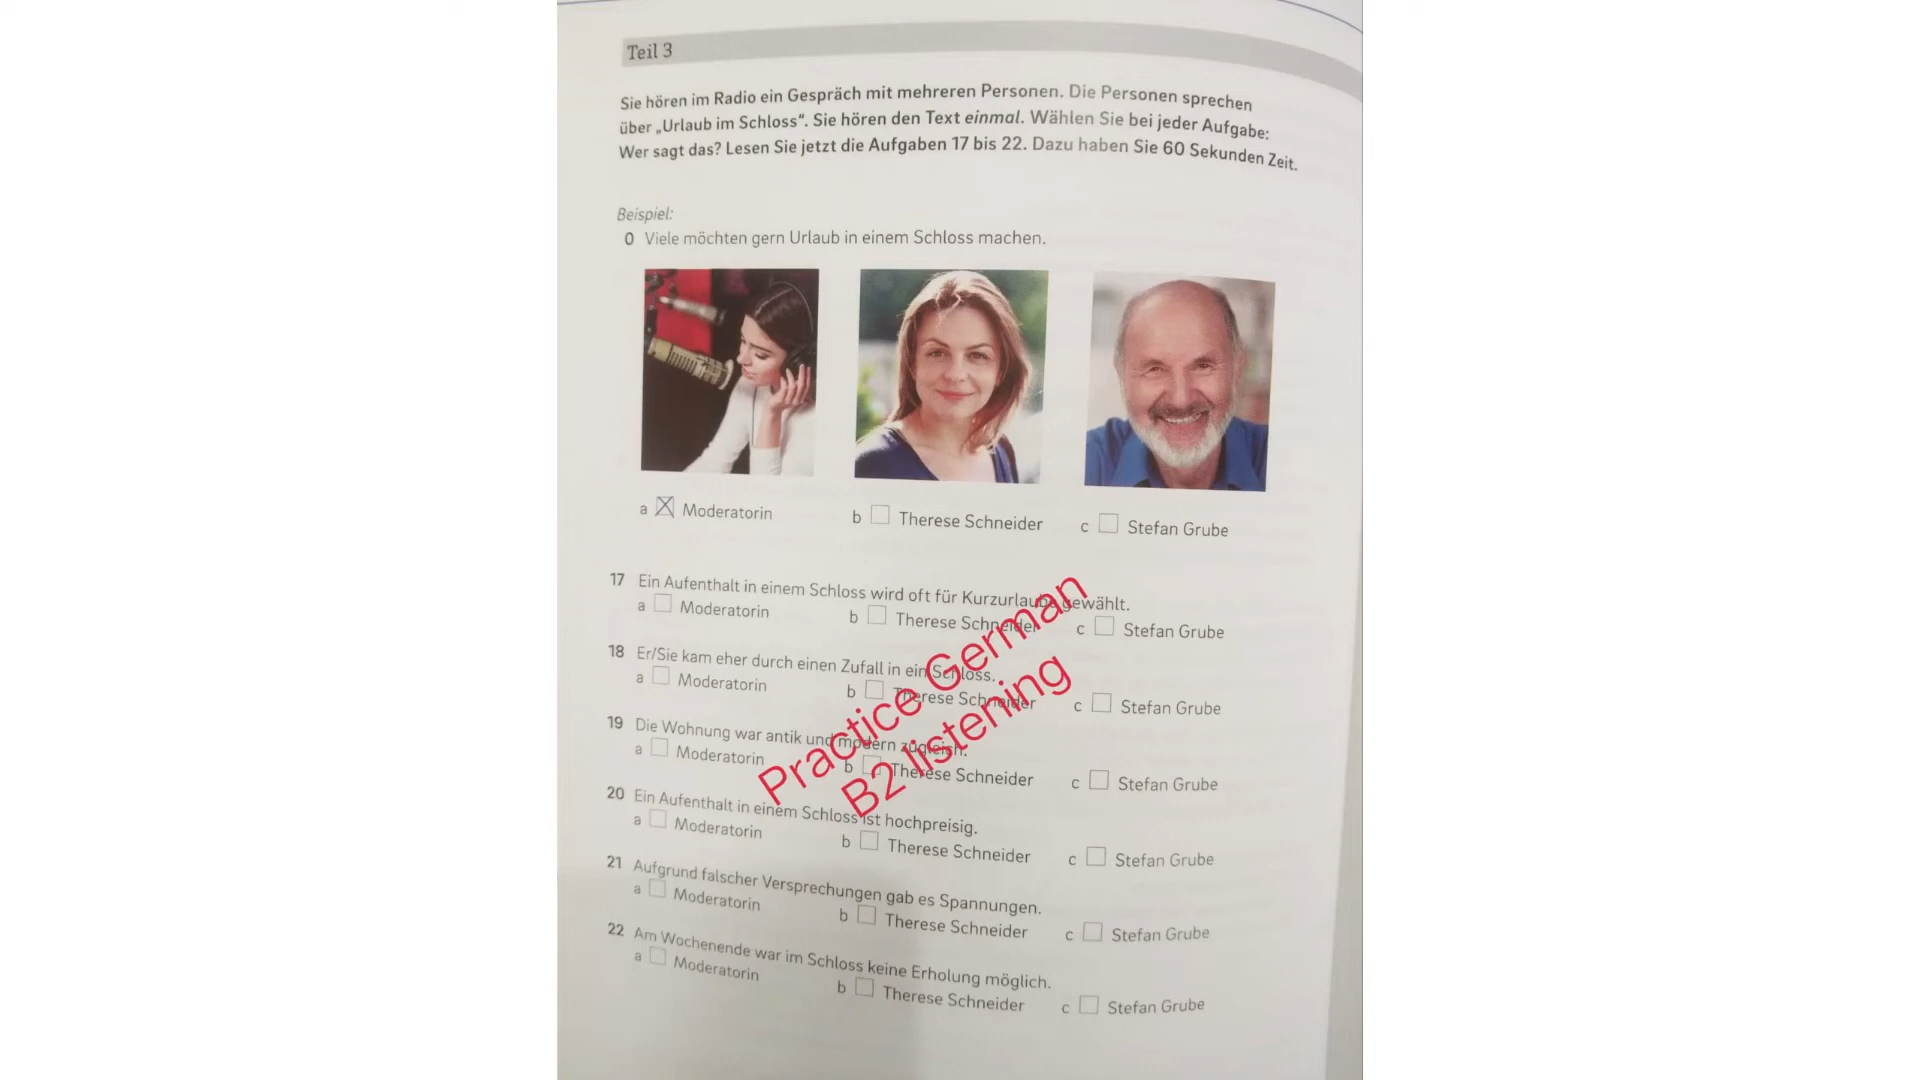 Teil 3
Sie hören im Radio ein Gespräch mit mehreren Personen. Die Personen sprechen
über „Urlaub im Schloss“. Sie hören den Text einmal. Wählen Sie bei jeder Aufgabe:
Wer sagt das? Lesen Sie jetzt die Aufgaben 17 bis 22. Dazu haben Sie 60 Sekunden Zeit.
Beispiel:
0 Viele möchten gern Urlaub in einem Schloss machen.
a Moderatorin b Therese Schneider c Stefan Grube
17 Ein Aufenthalt in einem Schloss wird oft für Kurzurlaube gewählt.
a Moderatorin b Therese Schneider c Stefan Grube
18 Er/Sie kam eher durch einen Zufall in ein Schloss.
a Moderatorin b Therese Schneider c Stefan Grube
19 Die Wohnung war antik und modern zugleich.
a Moderatorin b Therese Schneider c Stefan Grube
20 Ein Aufenthalt in einem Schloss ist hochpreisig.
a Moderatorin b Therese Schneider c Stefan Grube
21 Aufgrund falscher Versprechungen gab es Spannungen.
a Moderatorin b Therese Schneider c Stefan Grube
22 Am Wochenende war im Schloss keine Erholung möglich.
a Moderatorin b Therese Schneider c Stefan Grube
Practice German
B2 listening